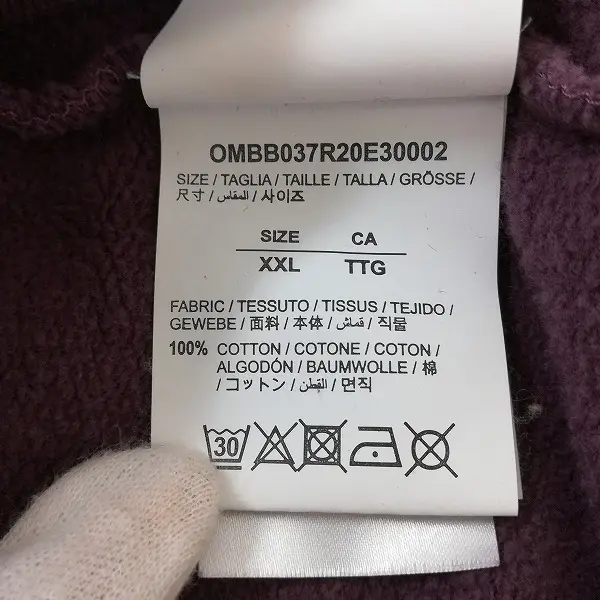 OMBB037R20E30002
SIZE / TAGLIA / TAILLE / TALLA / GRÖSSE /
尺寸 / المقاس / 사이즈
SIZE CA
XXL TTG
FABRIC / TESSUTO / TISSUS / TEJIDO /
GEWEBE / 面料 / 本体 / قماش / 직물
100% COTTON / COTONE / COTON /
ALGODÓN / BAUMWOLLE / 棉
/ コットン / القطن / 면직
30